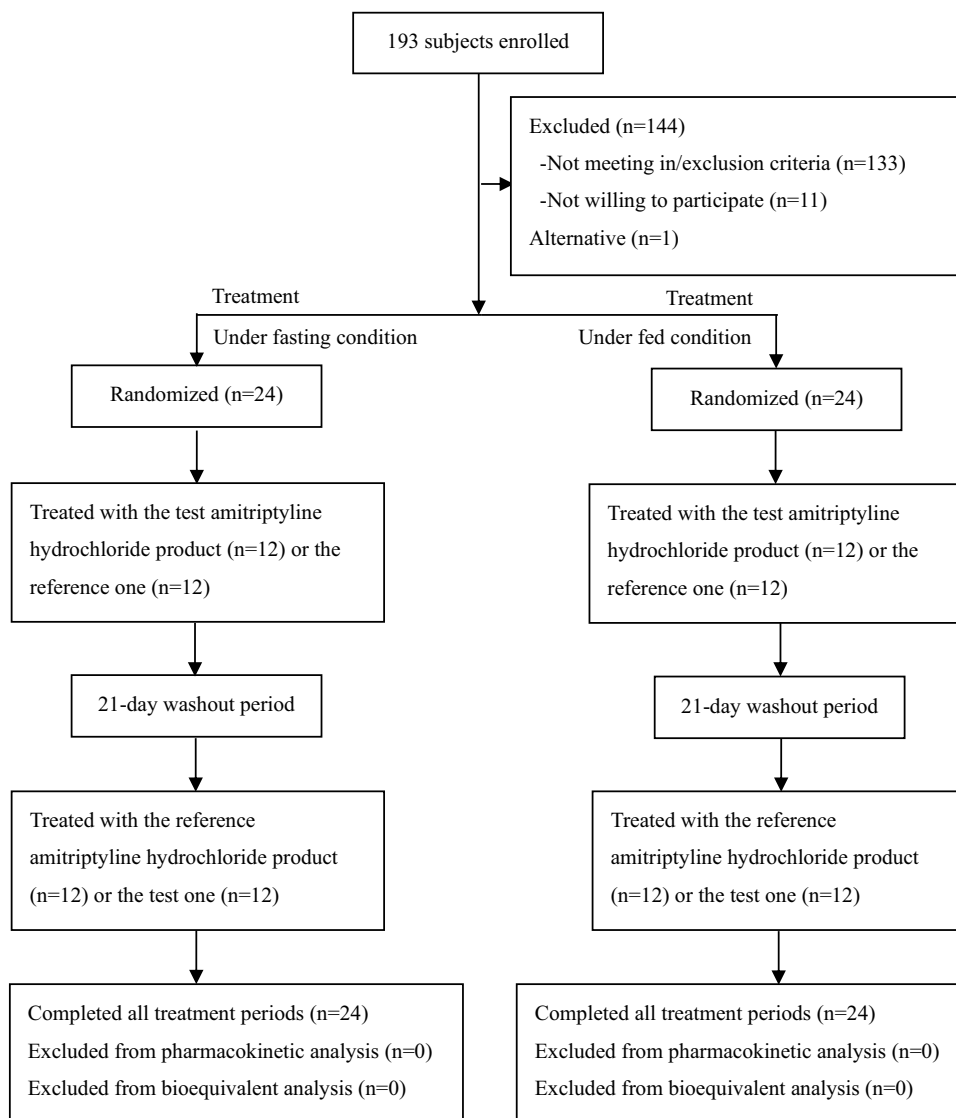 193 subjects enrolled
Excluded (n=144)
-Not meeting in/exclusion criteria (n=133)
-Not willing to participate (n=11)
Alternative (n=1)
Treatment
Under fasting condition
Treatment
Under fed condition
Randomized (n=24)
Randomized (n=24)
Treated with the test amitriptyline
hydrochloride product (n=12) or the
reference one (n=12)
Treated with the test amitriptyline
hydrochloride product (n=12) or the
reference one (n=12)
21-day washout period
21-day washout period
Treated with the reference
amitriptyline hydrochloride product
(n=12) or the test one (n=12)
Treated with the reference
amitriptyline hydrochloride product
(n=12) or the test one (n=12)
Completed all treatment periods (n=24)
Excluded from pharmacokinetic analysis (n=0)
Excluded from bioequivalent analysis (n=0)
Completed all treatment periods (n=24)
Excluded from pharmacokinetic analysis (n=0)
Excluded from bioequivalent analysis (n=0)